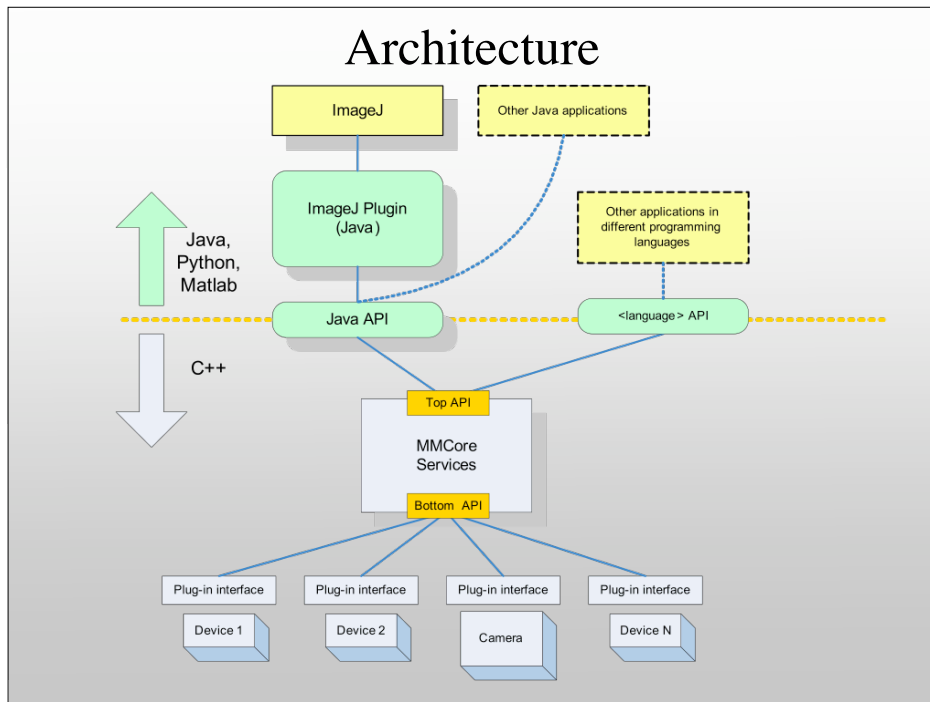 Architecture
ImageJ
Other Java applications
ImageJ Plugin
(Java)
Other applications in
different programming
languages
Java,
Python,
Matlab
Java API
<language> API
C++
Top API
MMCore
Services
Bottom API
Plug-in interface
Plug-in interface
Plug-in interface
Plug-in interface
Device 1
Device 2
Camera
Device N